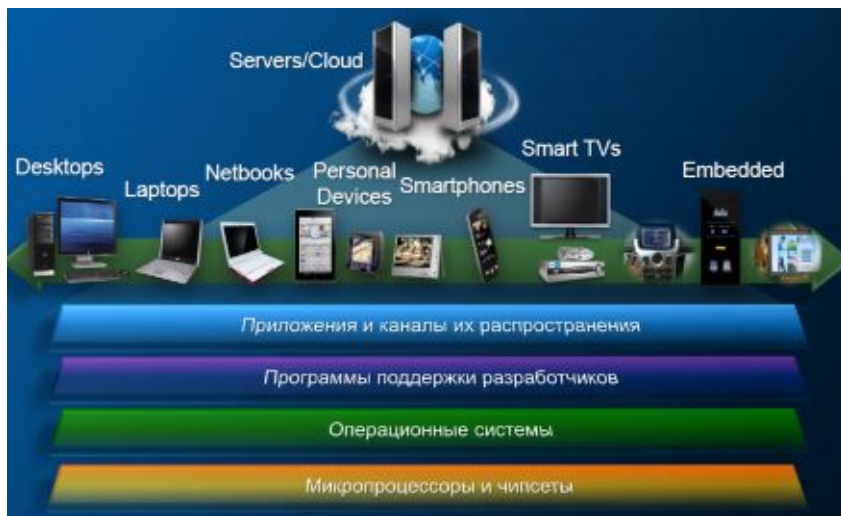 Servers/Cloud
Smart TVs
Desktops
Laptops
Netbooks
Personal
Devices
Smartphones
Embedded
Приложения и каналы их распространения
Программы поддержки разработчиков
Операционные системы
Микропроцессоры и чипсеты